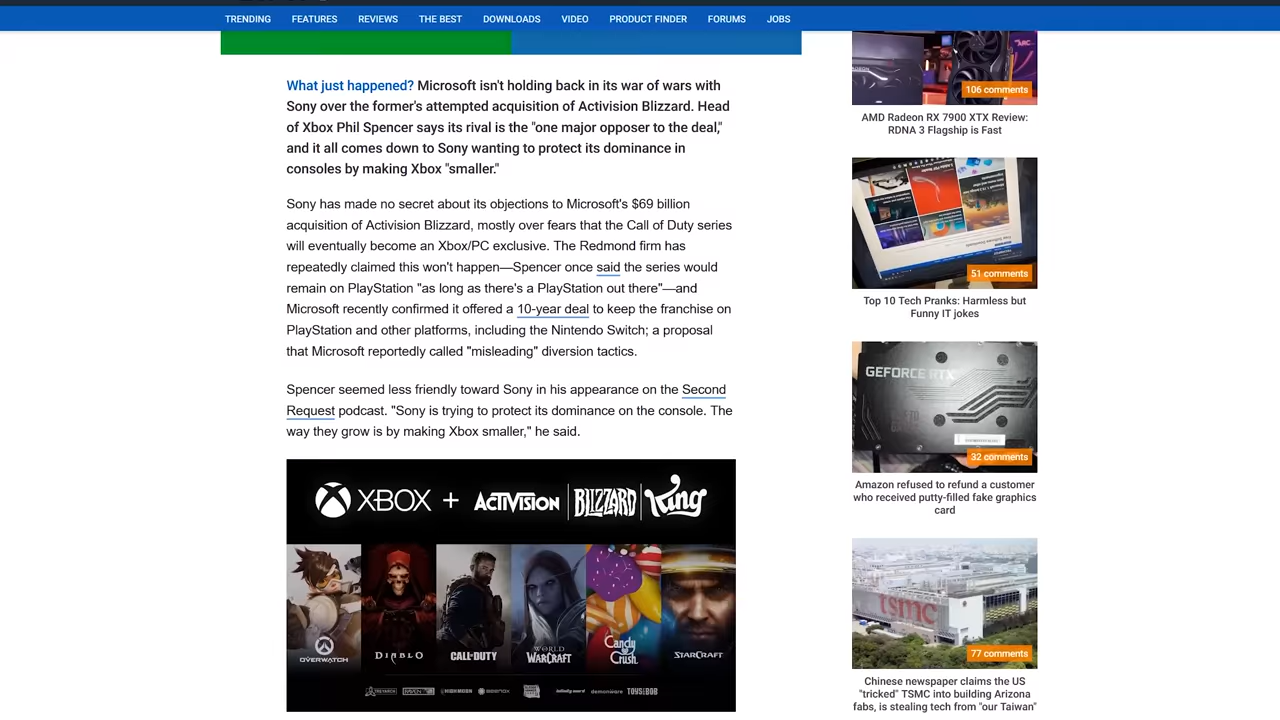 TRENDING FEATURES REVIEWS THE BEST DOWNLOADS VIDEO PRODUCT FINDER FORUMS JOBS
What just happened? Microsoft isn't holding back in its war of wars with
Sony over the former's attempted acquisition of Activision Blizzard. Head
of Xbox Phil Spencer says its rival is the "one major opposer to the deal,"
and it all comes down to Sony wanting to protect its dominance in
consoles by making Xbox "smaller."
Sony has made no secret about its objections to Microsoft's $69 billion
acquisition of Activision Blizzard, mostly over fears that the Call of Duty series
will eventually become an Xbox/PC exclusive. The Redmond firm has
repeatedly claimed this won't happen—Spencer once said the series would
remain on PlayStation "as long as there's a PlayStation out there"—and
Microsoft recently confirmed it offered a 10-year deal to keep the franchise on
PlayStation and other platforms, including the Nintendo Switch; a proposal
that Microsoft reportedly called "misleading" diversion tactics.
Spencer seemed less friendly toward Sony in his appearance on the Second
Request podcast. "Sony is trying to protect its dominance on the console. The
way they grow is by making Xbox smaller," he said.
XBOX + ACTIVISION BLIZZARD King
OVERWATCH DIABLO CALL OF DUTY WORLD OF WARCRAFT Candy Crush STARCRAFT
TREYARCH RAVEN HIGHMOON BEENOX infinity ward demonware TOYS BOB
RADEON
ARC
106 comments
AMD Radeon RX 7900 XTX Review:
RDNA 3 Flagship is Fast
51 comments
Top 10 Tech Pranks: Harmless but
Funny IT jokes
GEFORCE RTX
32 comments
Amazon refused to refund a customer
who received putty-filled fake graphics
card
tsmc
77 comments
Chinese newspaper claims the US
"tricked" TSMC into building Arizona
fabs, is stealing tech from "our Taiwan"